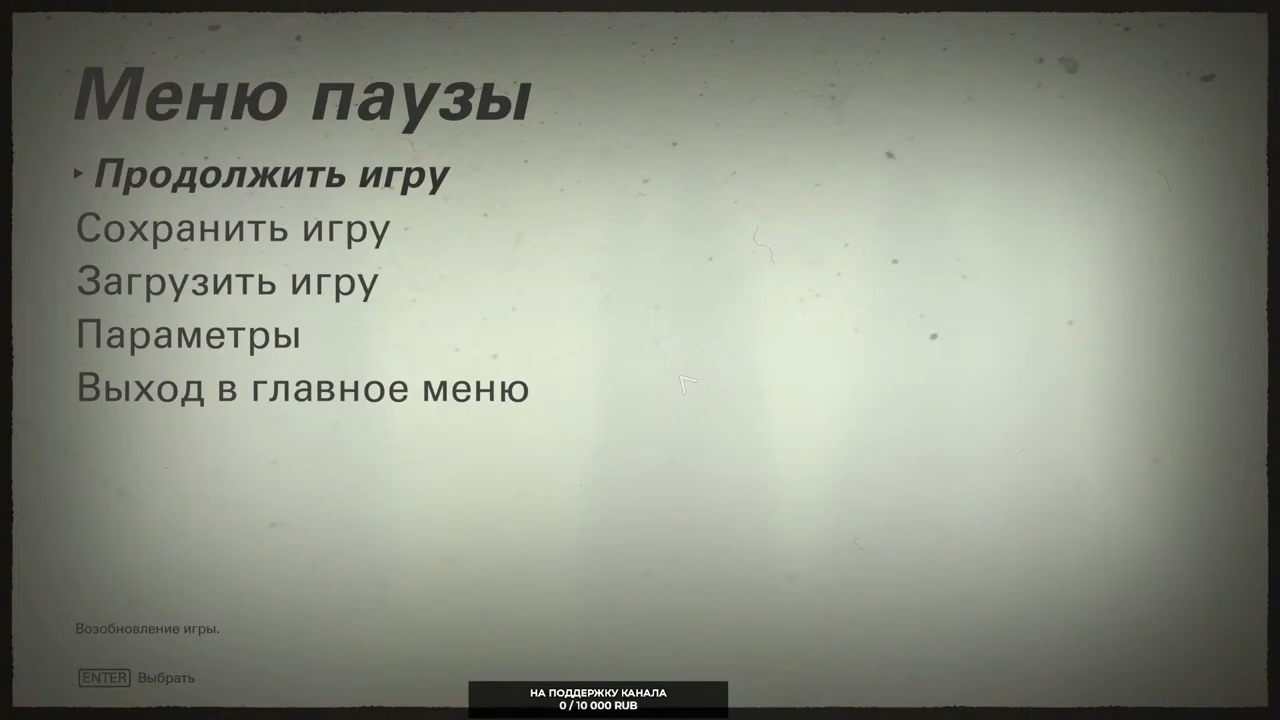 Меню паузы
Продолжить игру
Сохранить игру
Загрузить игру
Параметры
Выход в главное меню
Возобновление игры.
ENTER Выбрать
НА ПОДДЕРЖКУ КАНАЛА
0 / 10 000 RUB